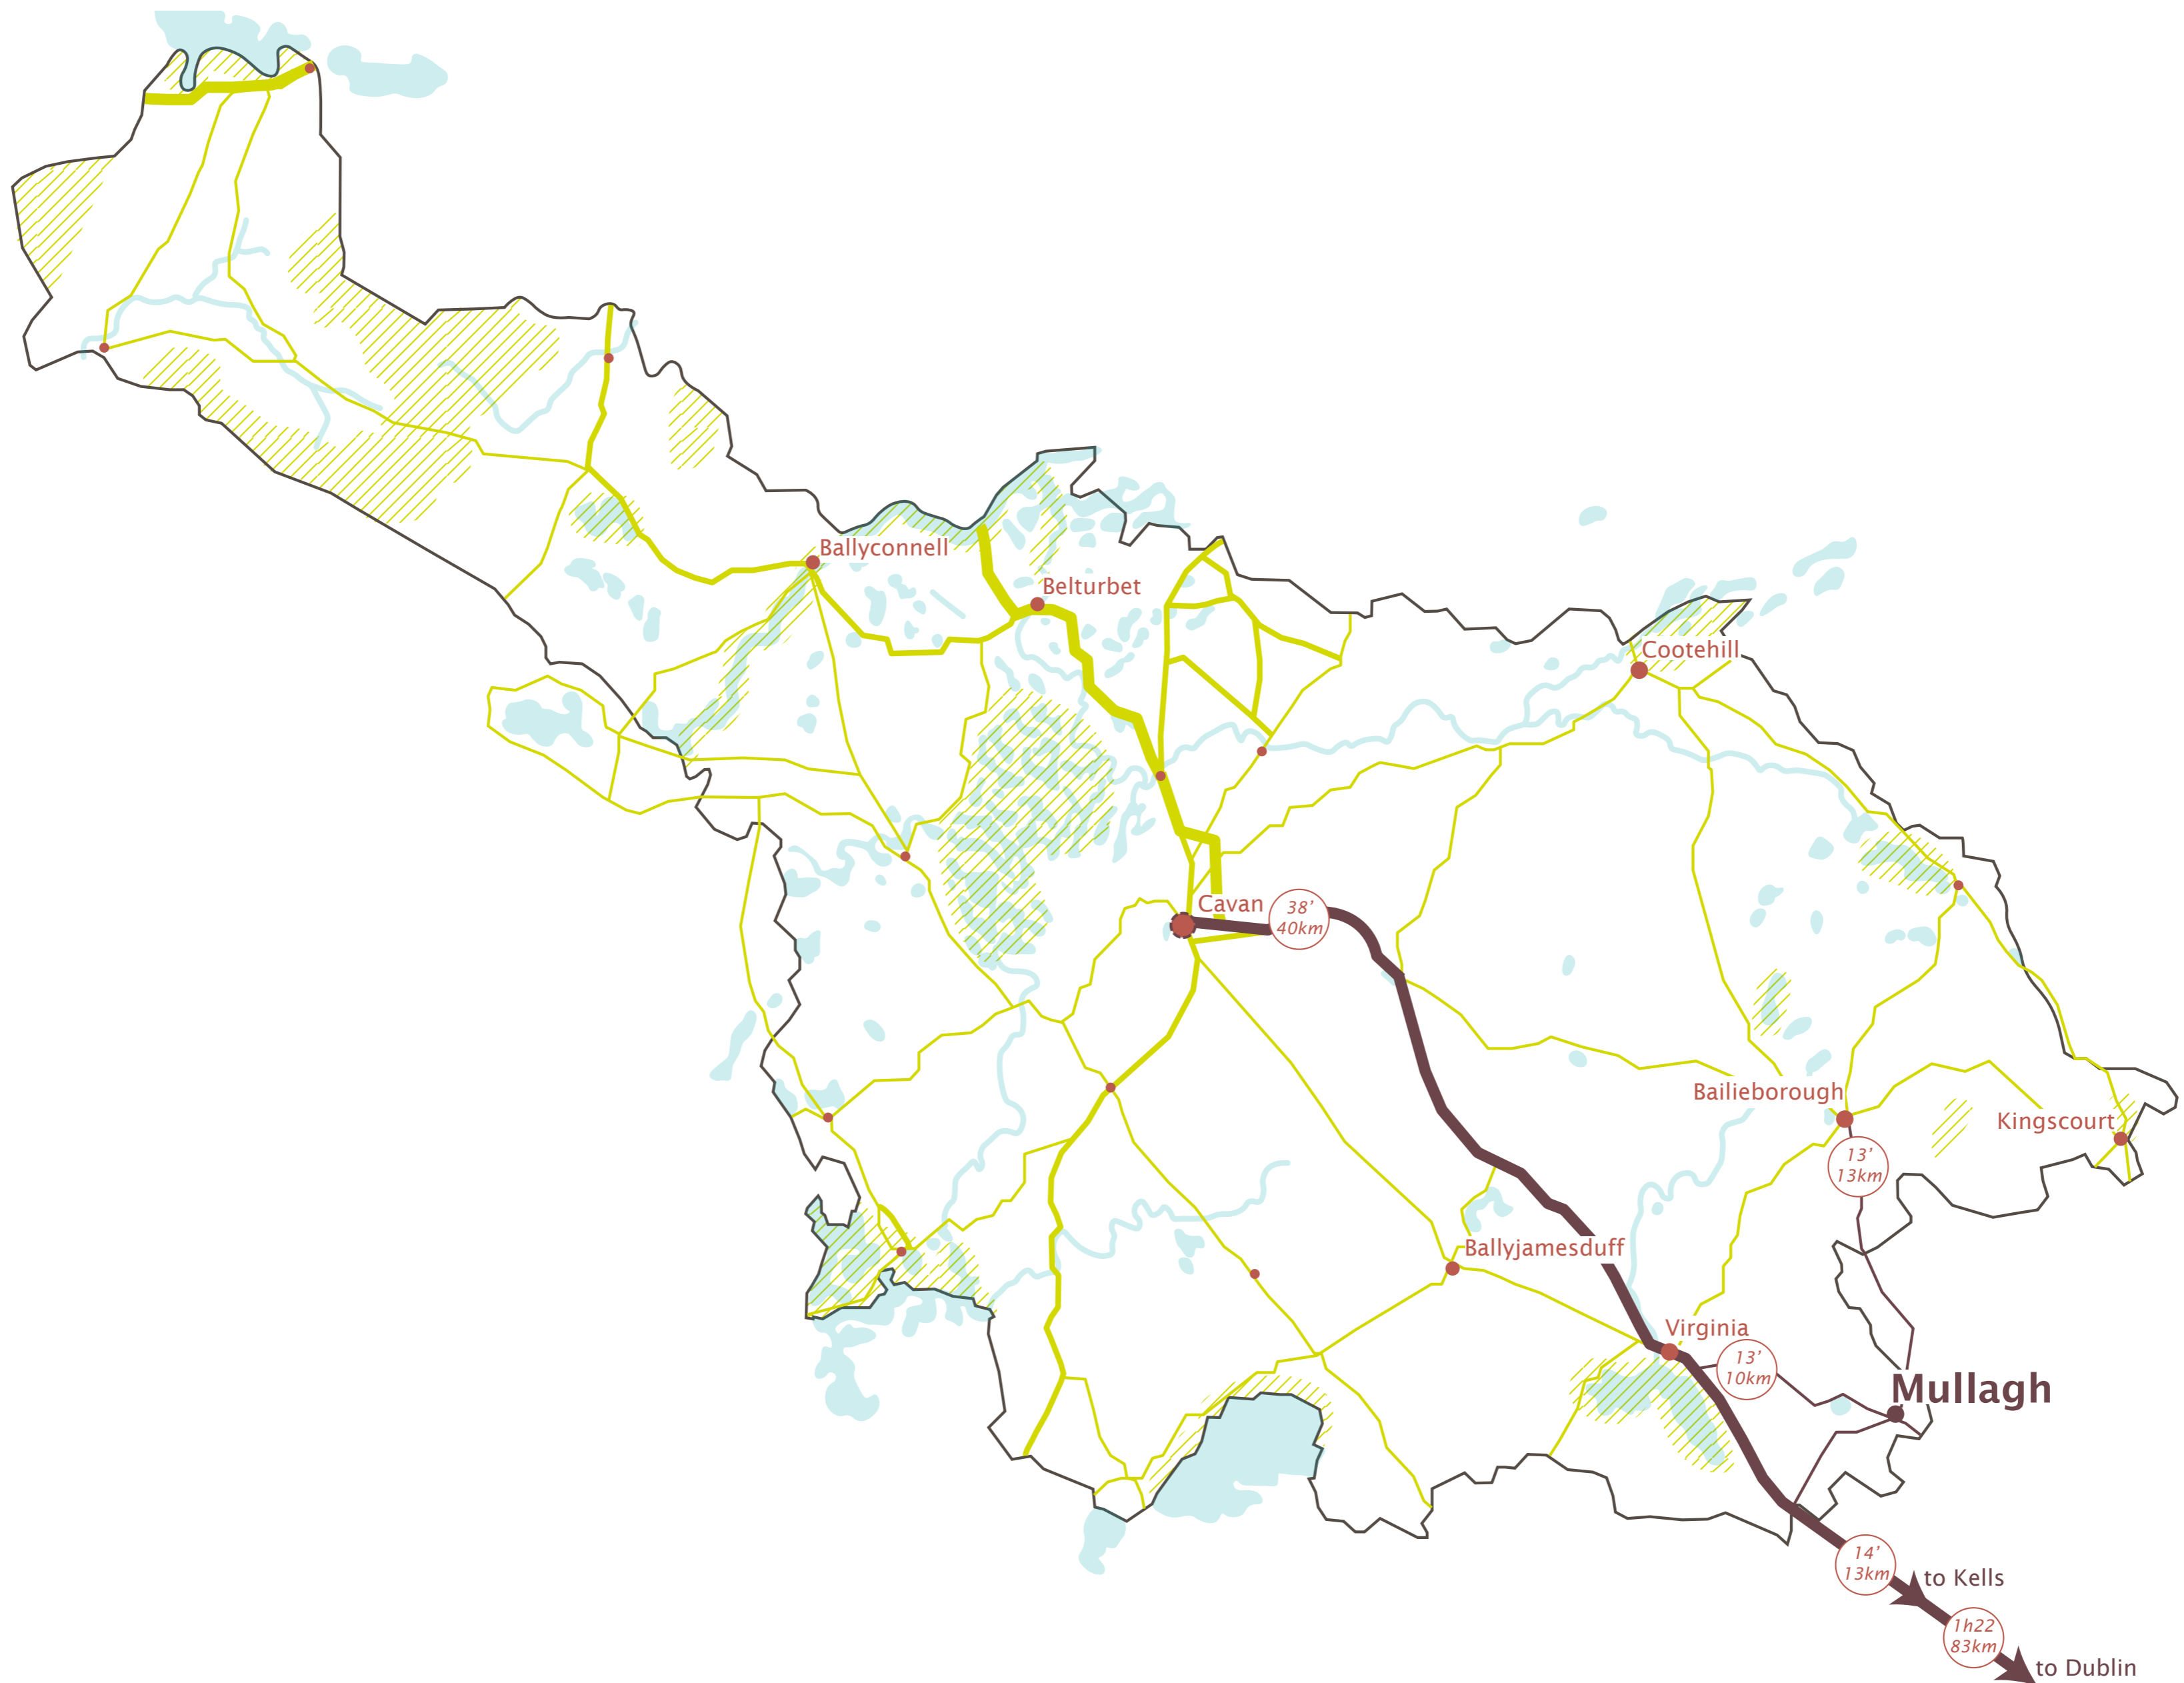 Ballyconnell
Belturbet
Cootehill
Cavan
38’
40km
Bailieborough
Kingscourt
13’
13km
Ballyjamesduff
Virginia
13’
10km
Mullagh
14’
13km
to Kells
1h22
83km
to Dublin